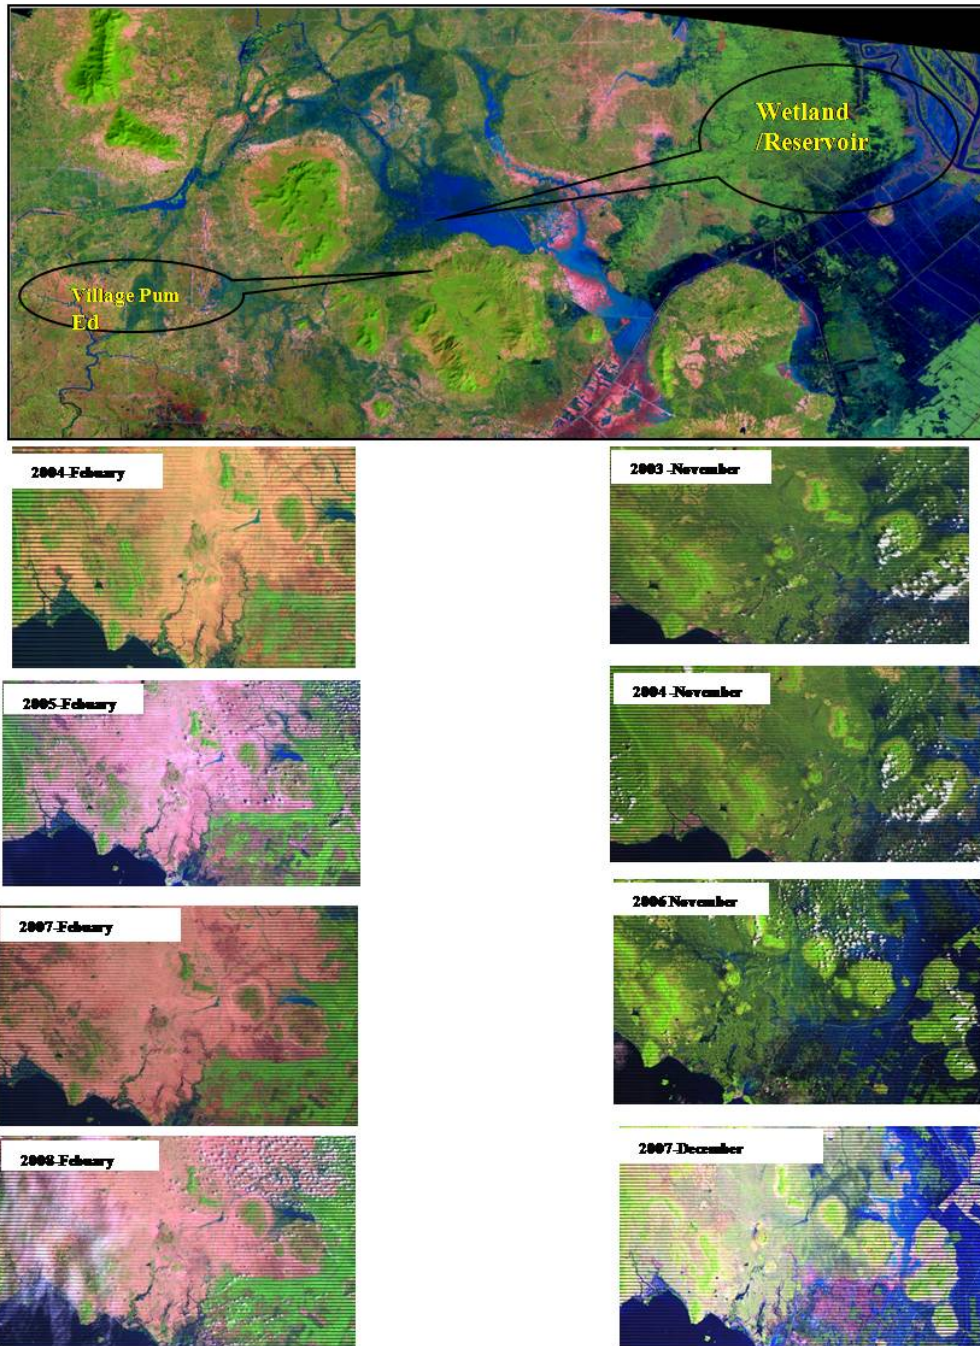 Wetland
/Reservoir
Village Pum
Ed
2004-Febuary
2003 -November
2005-Febuary
2004 -November
2007-Febuary
2006 November
2008-Febuary
2007-December